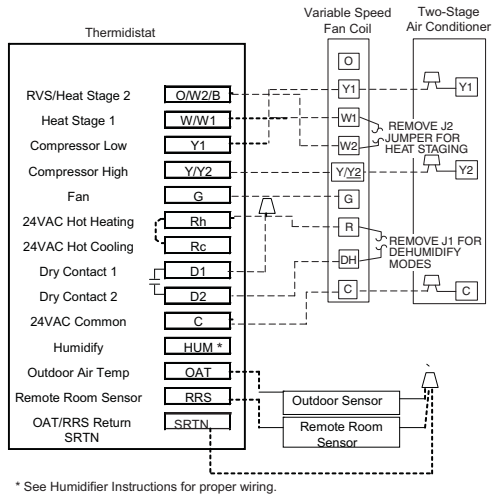 Variable Speed Fan Coil
Two-Stage Air Conditioner
Thermidistat
RVS/Heat Stage 2 O/W2/B
Heat Stage 1 W/W1
Compressor Low Y1
Compressor High Y/Y2
Fan G
24VAC Hot Heating Rh
24VAC Hot Cooling Rc
Dry Contact 1 D1
Dry Contact 2 D2
24VAC Common C
Humidify HUM *
Outdoor Air Temp OAT
Remote Room Sensor RRS
OAT/RRS Return SRTN
SRTN
O
Y1
W1
W2
Y/Y2
G
R
DH
C
REMOVE J2
JUMPER FOR
HEAT STAGING
REMOVE J1 FOR
DEHUMIDIFY
MODES
Y1
Y2
C
Outdoor Sensor
Remote Room
Sensor
* See Humidifier Instructions for proper wiring.